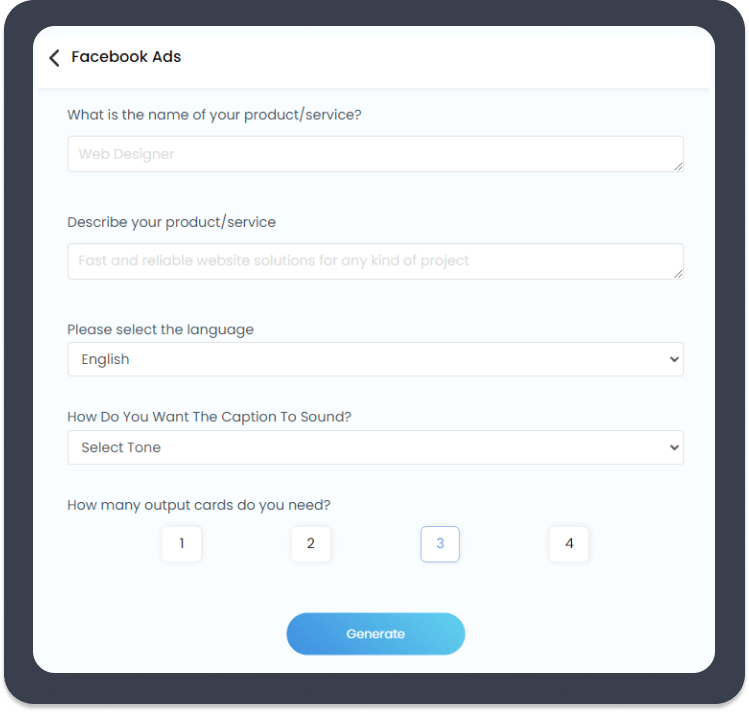 Facebook Ads
What is the name of your product/service?
Web Designer
Describe your product/service
Fast and reliable website solutions for any kind of project
Please select the language
English
How Do You Want The Caption To Sound?
Select Tone
How many output cards do you need?
1 2 3 4
Generate